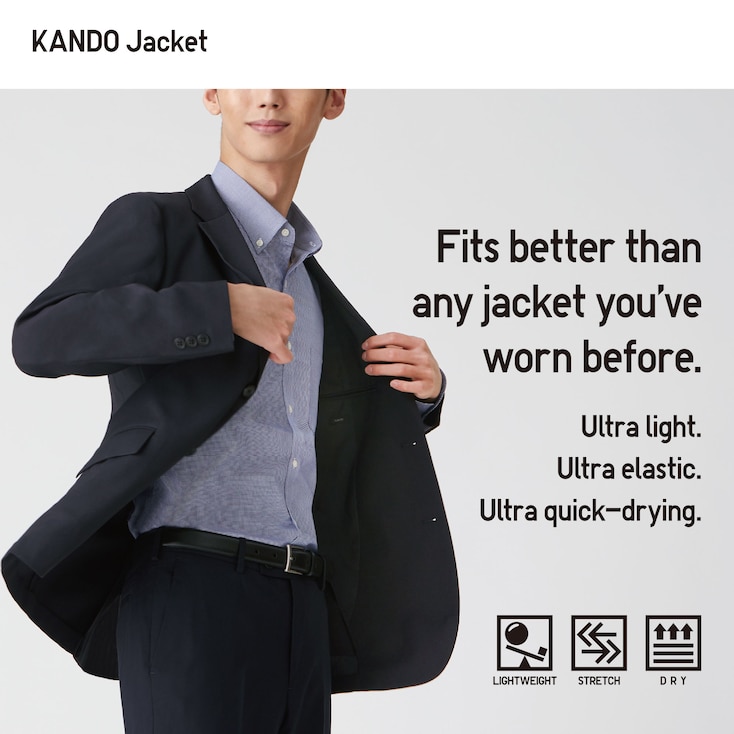 KANDO Jacket
Fits better than
any jacket you've
worn before.
Ultra light.
Ultra elastic.
Ultra quick-drying.
LIGHTWEIGHT
STRETCH
DRY